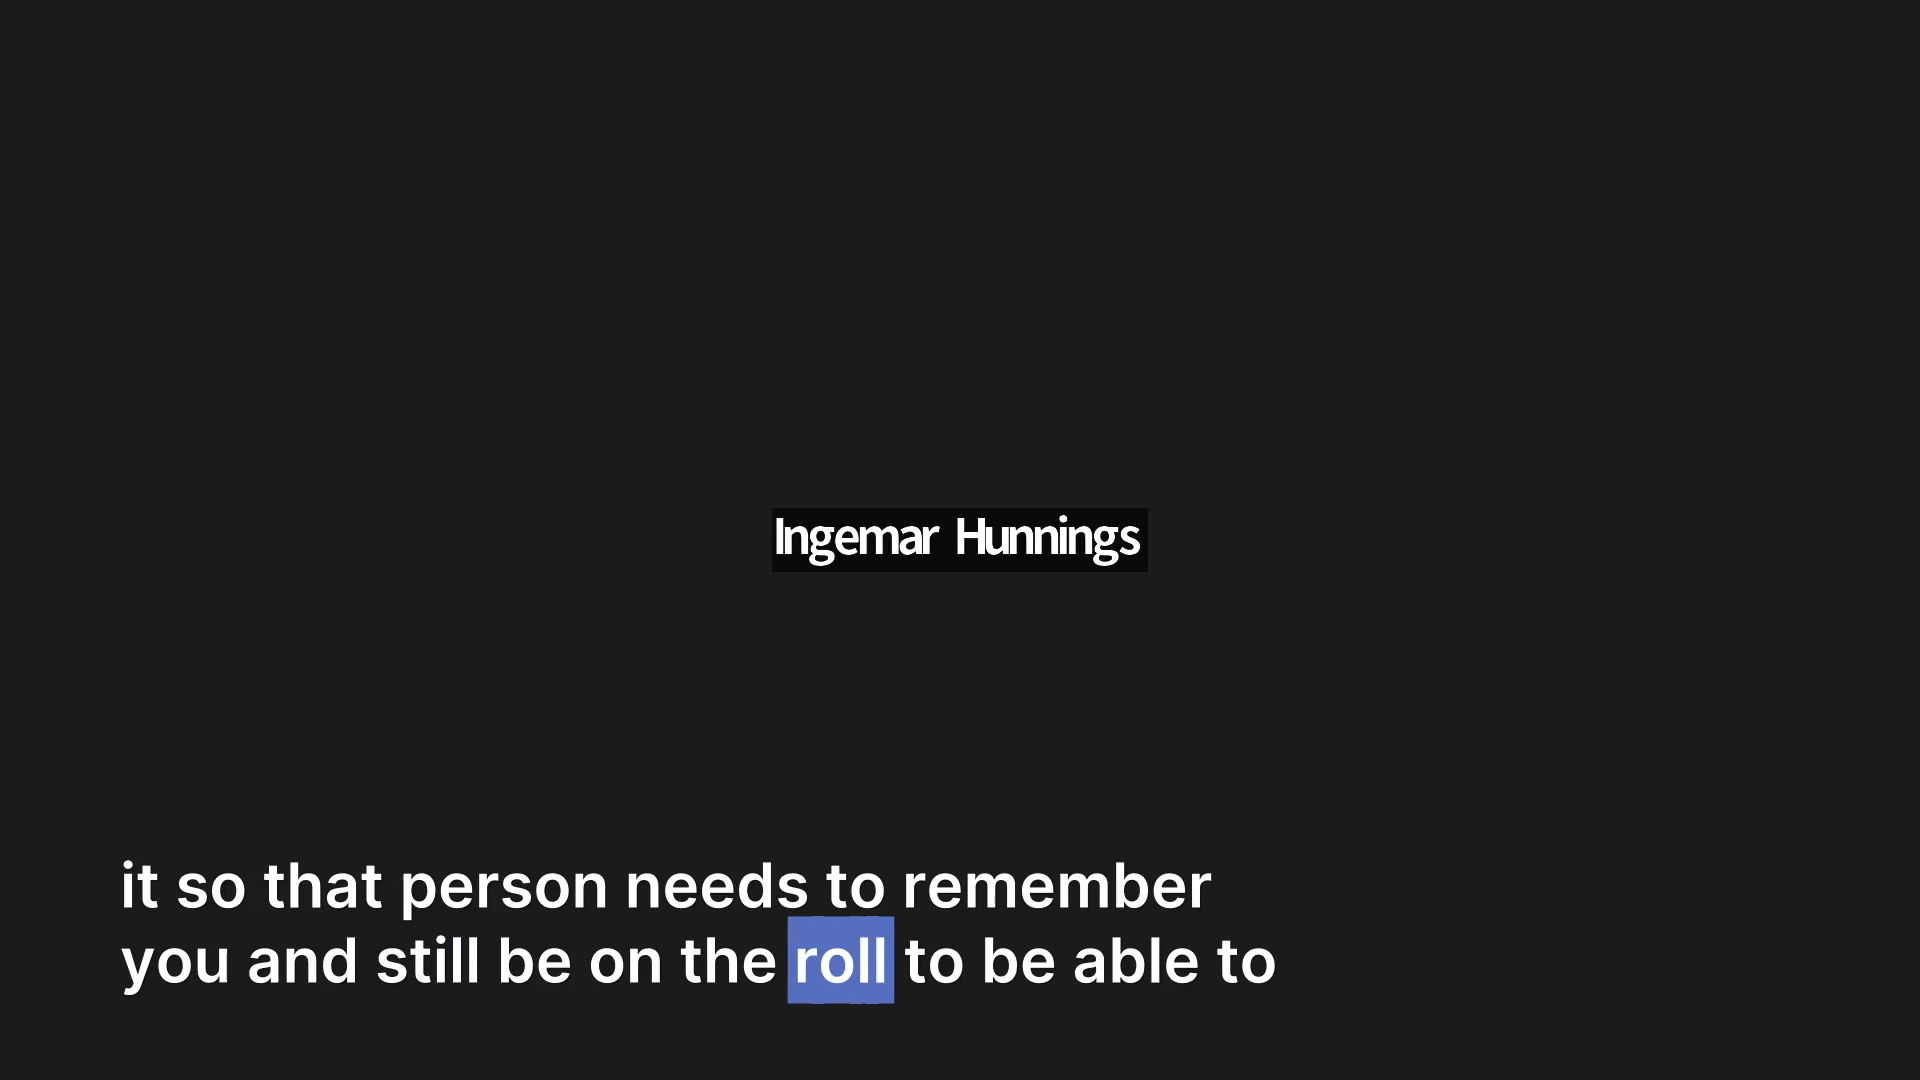 Ingemar Hunnings
it so that person needs to remember
you and still be on the roll to be able to